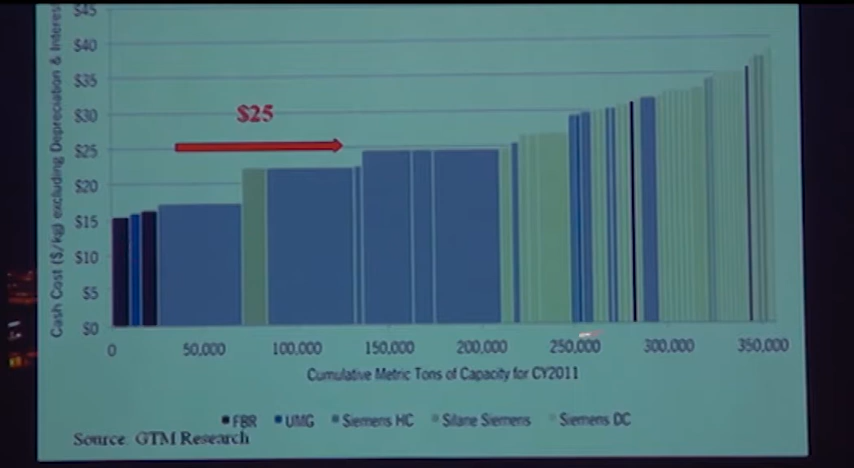 $45
$40
$35
$30
$25
$20
$15
$10
$5
$0
Cash Cost ($/kg) excluding Depreciation & Interest
$25
0 50,000 100,000 150,000 200,000 250,000 300,000 350,000
Cumulative Metric Tons of Capacity for CY2011
FBR UMG Siemens HC Silane Siemens Siemens DC
Source: GTM Research